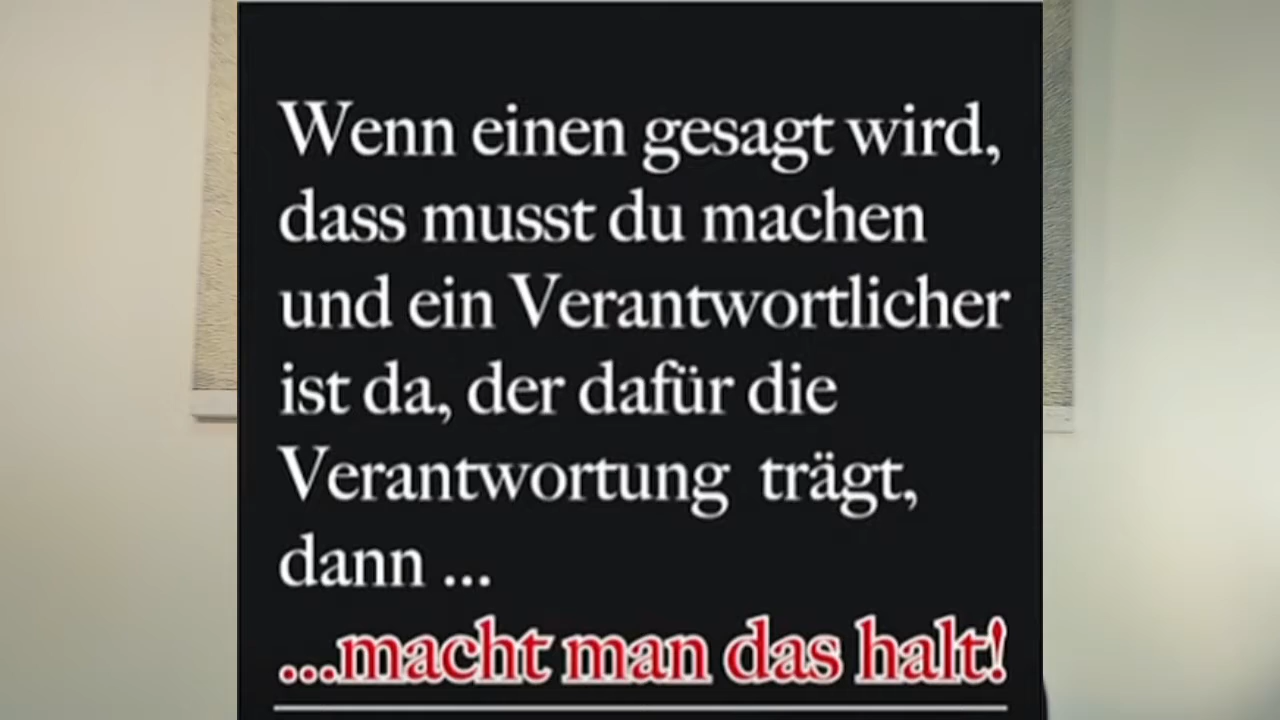 Wenn einen gesagt wird,
dass musst du machen
und ein Verantwortlicher
ist da, der dafür die
Verantwortung trägt,
dann ...
...macht man das halt!